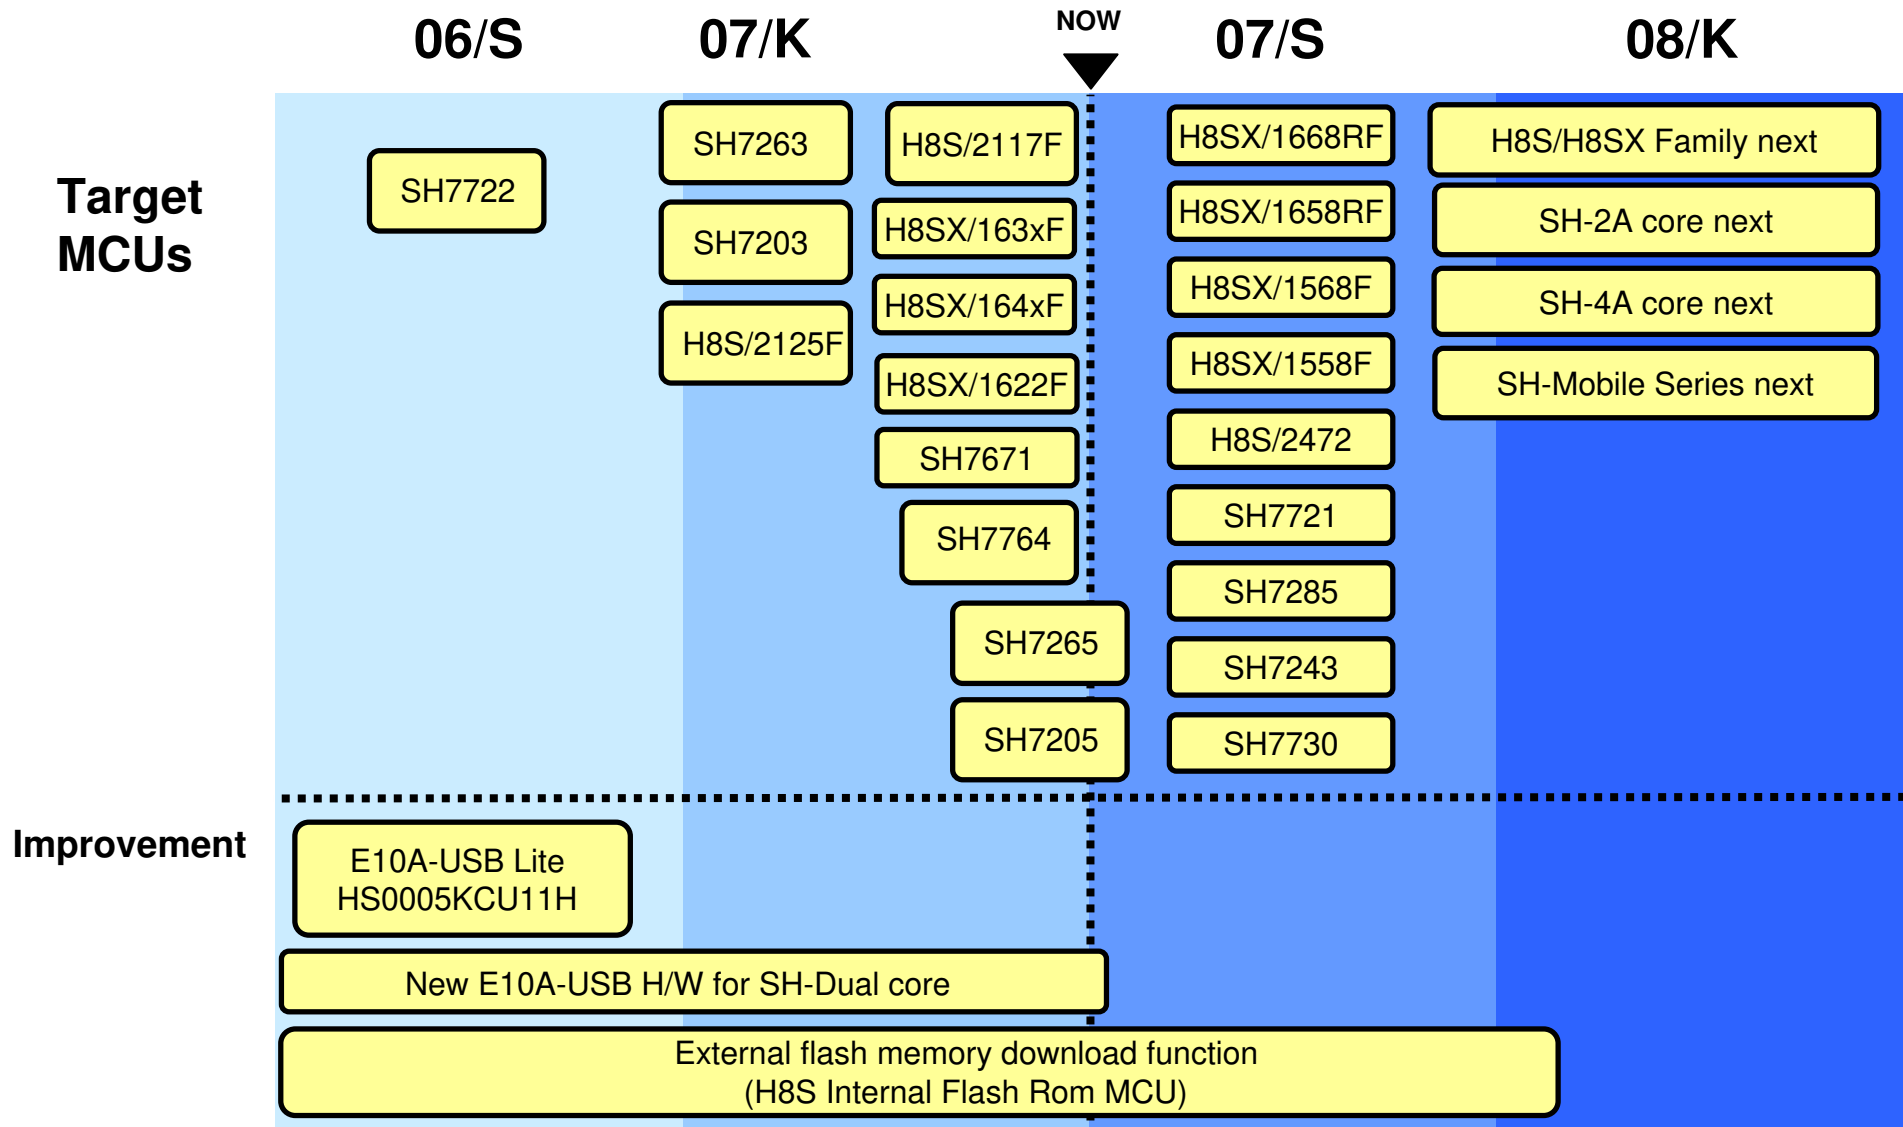 06/S
07/K
NOW
07/S
08/K
Target
MCUs
SH7722
SH7263
SH7203
H8S/2125F
H8S/2117F
H8SX/163xF
H8SX/164xF
H8SX/1622F
SH7671
SH7764
SH7265
SH7205
H8SX/1668RF
H8SX/1658RF
H8SX/1568F
H8SX/1558F
H8S/2472
SH7721
SH7285
SH7243
SH7730
H8S/H8SX Family next
SH-2A core next
SH-4A core next
SH-Mobile Series next
Improvement
E10A-USB Lite
HS0005KCU11H
New E10A-USB H/W for SH-Dual core
External flash memory download function
(H8S Internal Flash Rom MCU)